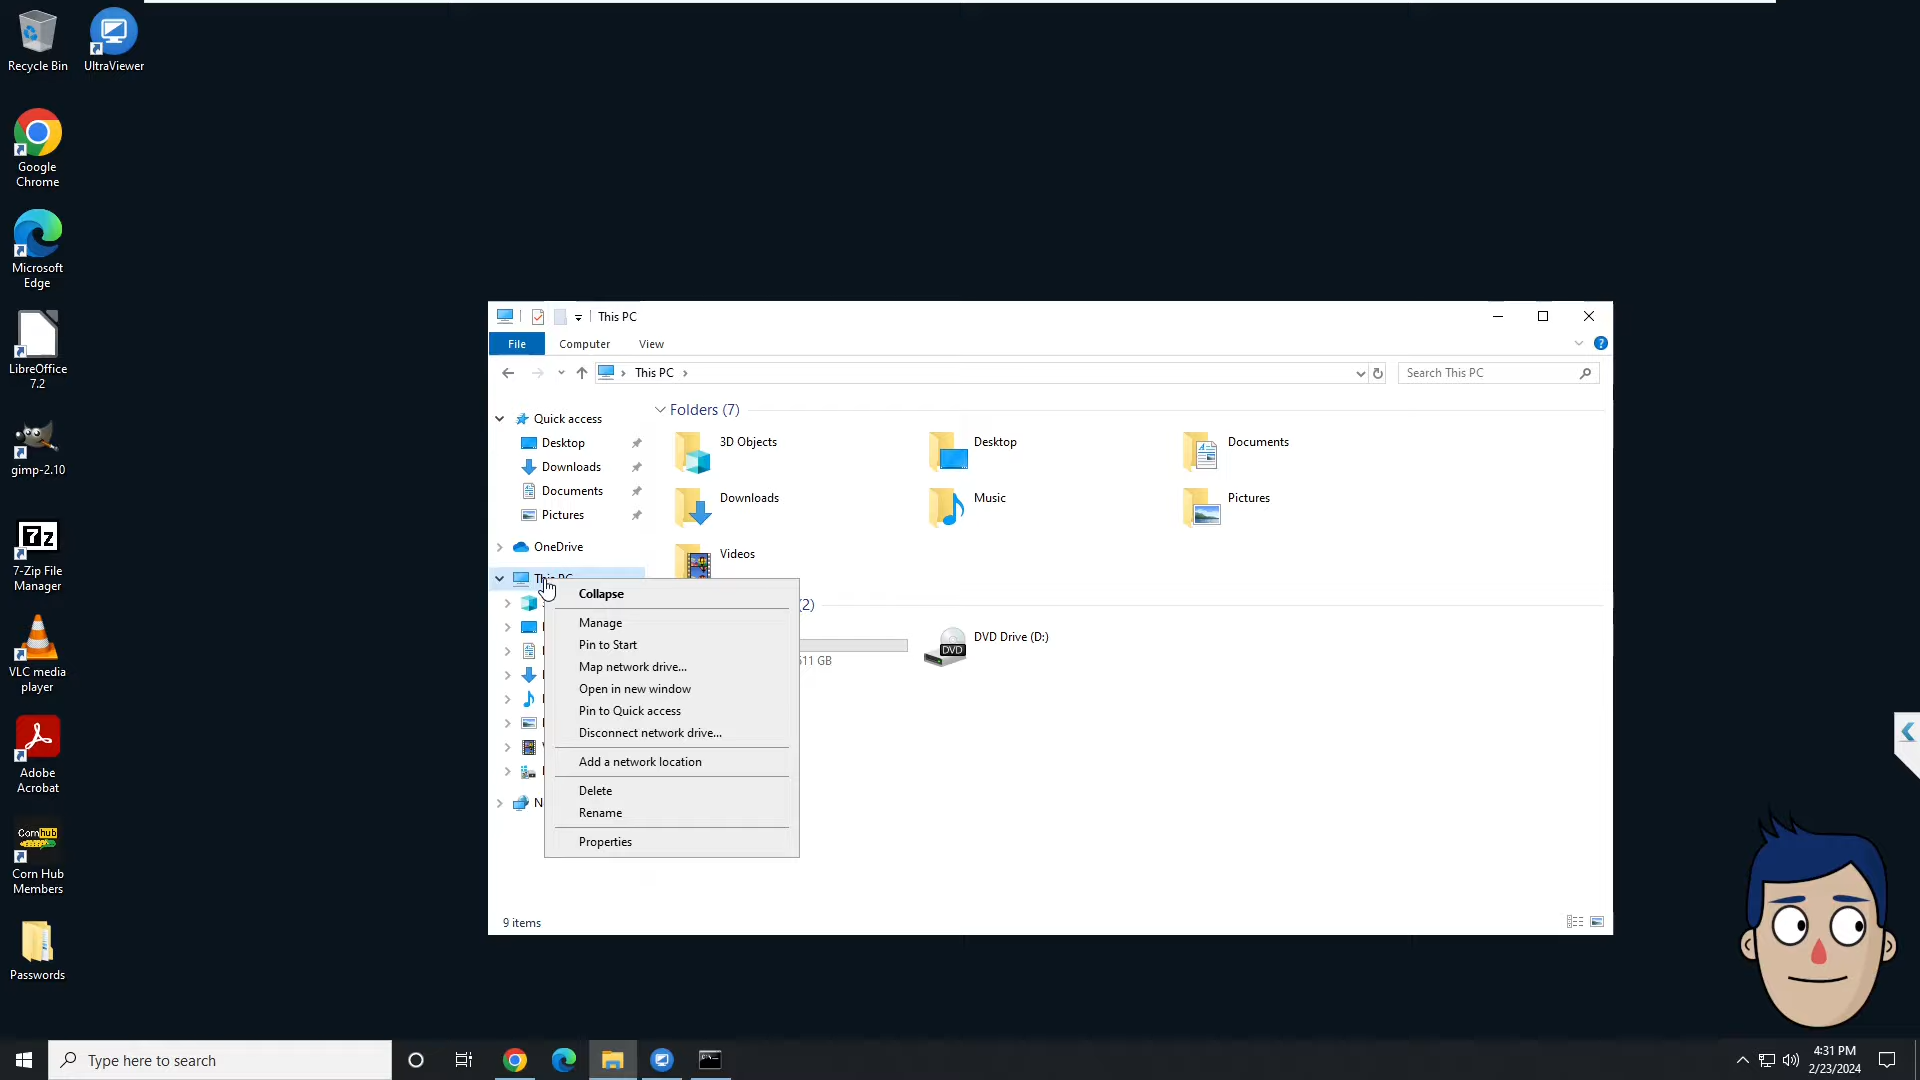 Recycle Bin
UltraViewer
Google
Chrome
Microsoft
Edge
LibreOffice
7.2
gimp-2.10
7z
7-Zip File
Manager
VLC media
player
Adobe
Acrobat
Corn hub
Corn Hub
Members
Passwords
This PC
File
Computer
View
?
This PC
Search This PC
Quick access
Desktop
Downloads
Documents
Pictures
OneDrive
This PC
N
Folders (7)
3D Objects
Desktop
Documents
Downloads
Music
Pictures
Videos
(2)
DVD
DVD Drive (D:)
GB
Collapse
Manage
Pin to Start
Map network drive...
Open in new window
Pin to Quick access
Disconnect network drive...
Add a network location
Delete
Rename
Properties
9 items
Type here to search
4:31 PM
2/23/2024